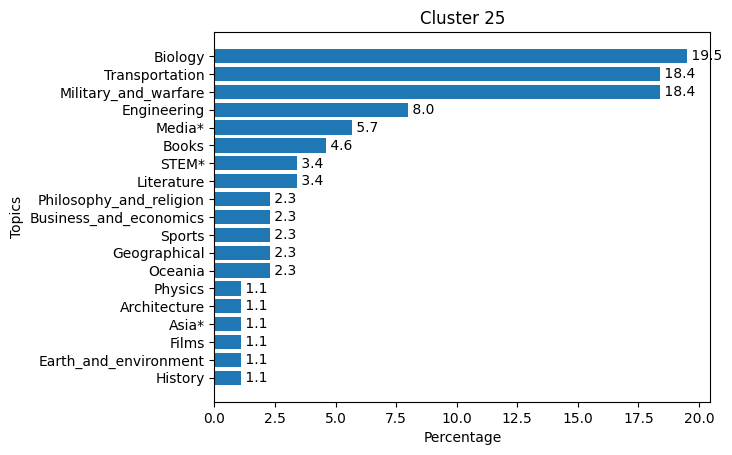 Cluster 25
Topics
Biology 19.5
Transportation 18.4
Military_and_warfare 18.4
Engineering 8.0
Media* 5.7
Books 4.6
STEM* 3.4
Literature 3.4
Philosophy_and_religion 2.3
Business_and_economics 2.3
Sports 2.3
Geographical 2.3
Oceania 2.3
Physics 1.1
Architecture 1.1
Asia* 1.1
Films 1.1
Earth_and_environment 1.1
History 1.1
0.0 2.5 5.0 7.5 10.0 12.5 15.0 17.5 20.0
Percentage